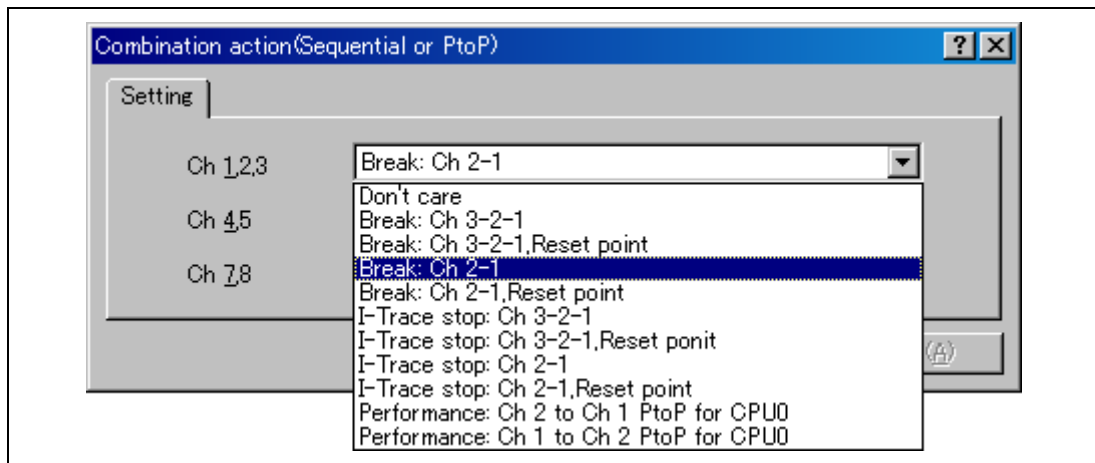 Combination action(Sequential or PtoP)
Setting
Ch 1,2,3
Break: Ch 2-1
Don't care
Break: Ch 3-2-1
Break: Ch 3-2-1,Reset point
Break: Ch 2-1
Break: Ch 2-1,Reset point
I-Trace stop: Ch 3-2-1
I-Trace stop: Ch 3-2-1,Reset ponit
I-Trace stop: Ch 2-1
I-Trace stop: Ch 2-1,Reset point
Performance: Ch 2 to Ch 1 PtoP for CPU0
Performance: Ch 1 to Ch 2 PtoP for CPU0
Ch 4,5
Ch 7,8
(A)